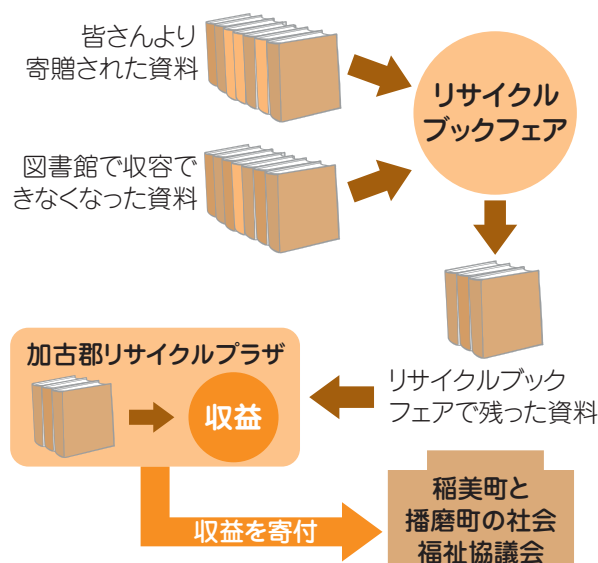 皆さんより
寄贈された資料
リサイクル
ブックフェア
図書館で収容で
きなくなった資料
リサイクルブック
フェアで残った資料
加古郡リサイクルプラザ
収益
収益を寄付
稲美町と
播磨町の社会
福祉協議会